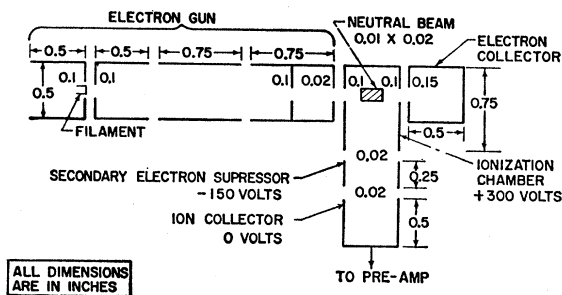 ELECTRON GUN
NEUTRAL BEAM
0.01 X 0.02
ELECTRON
COLLECTOR
0.5
0.5
0.75
0.75
0.1
0.1
0.1
0.02
0.1
0.1
0.15
0.5
0.75
0.5
FILAMENT
0.02
SECONDARY ELECTRON SUPRESSOR
-150 VOLTS
0.25
IONIZATION
CHAMBER
+300 VOLTS
0.02
ION COLLECTOR
0 VOLTS
0.5
ALL DIMENSIONS
ARE IN INCHES
TO PRE-AMP